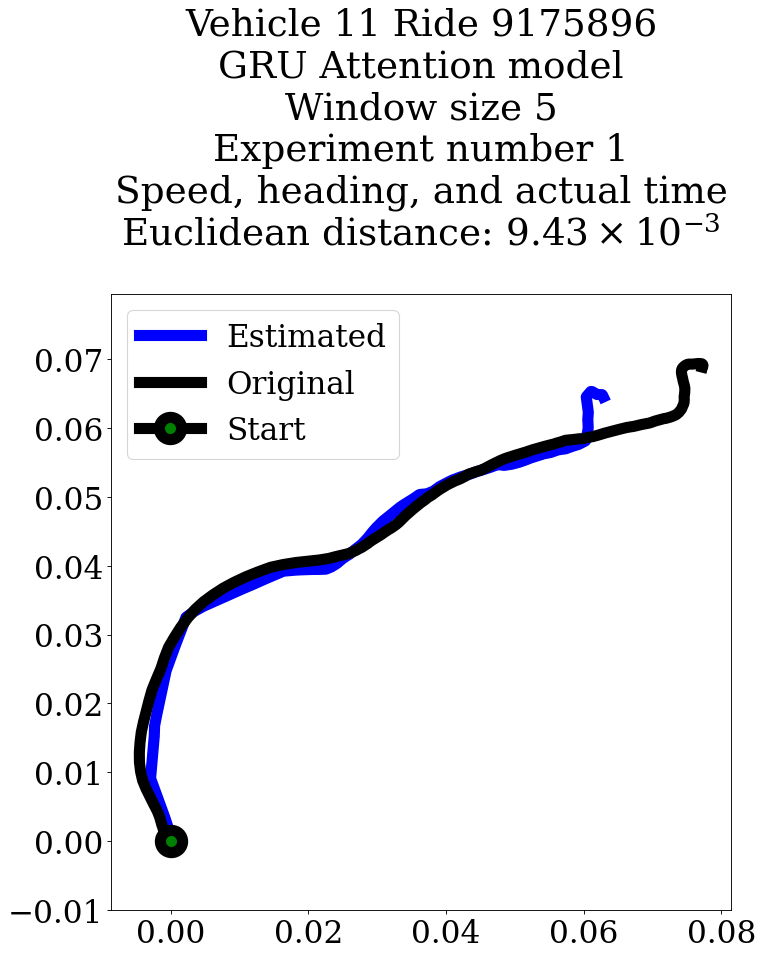 Vehicle 11 Ride 9175896
GRU Attention model
Window size 5
Experiment number 1
Speed, heading, and actual time
Euclidean distance: 9.43 × 10⁻³
Estimated
Original
Start
0.07
0.06
0.05
0.04
0.03
0.02
0.01
0.00
−0.01
0.00 0.02 0.04 0.06 0.08